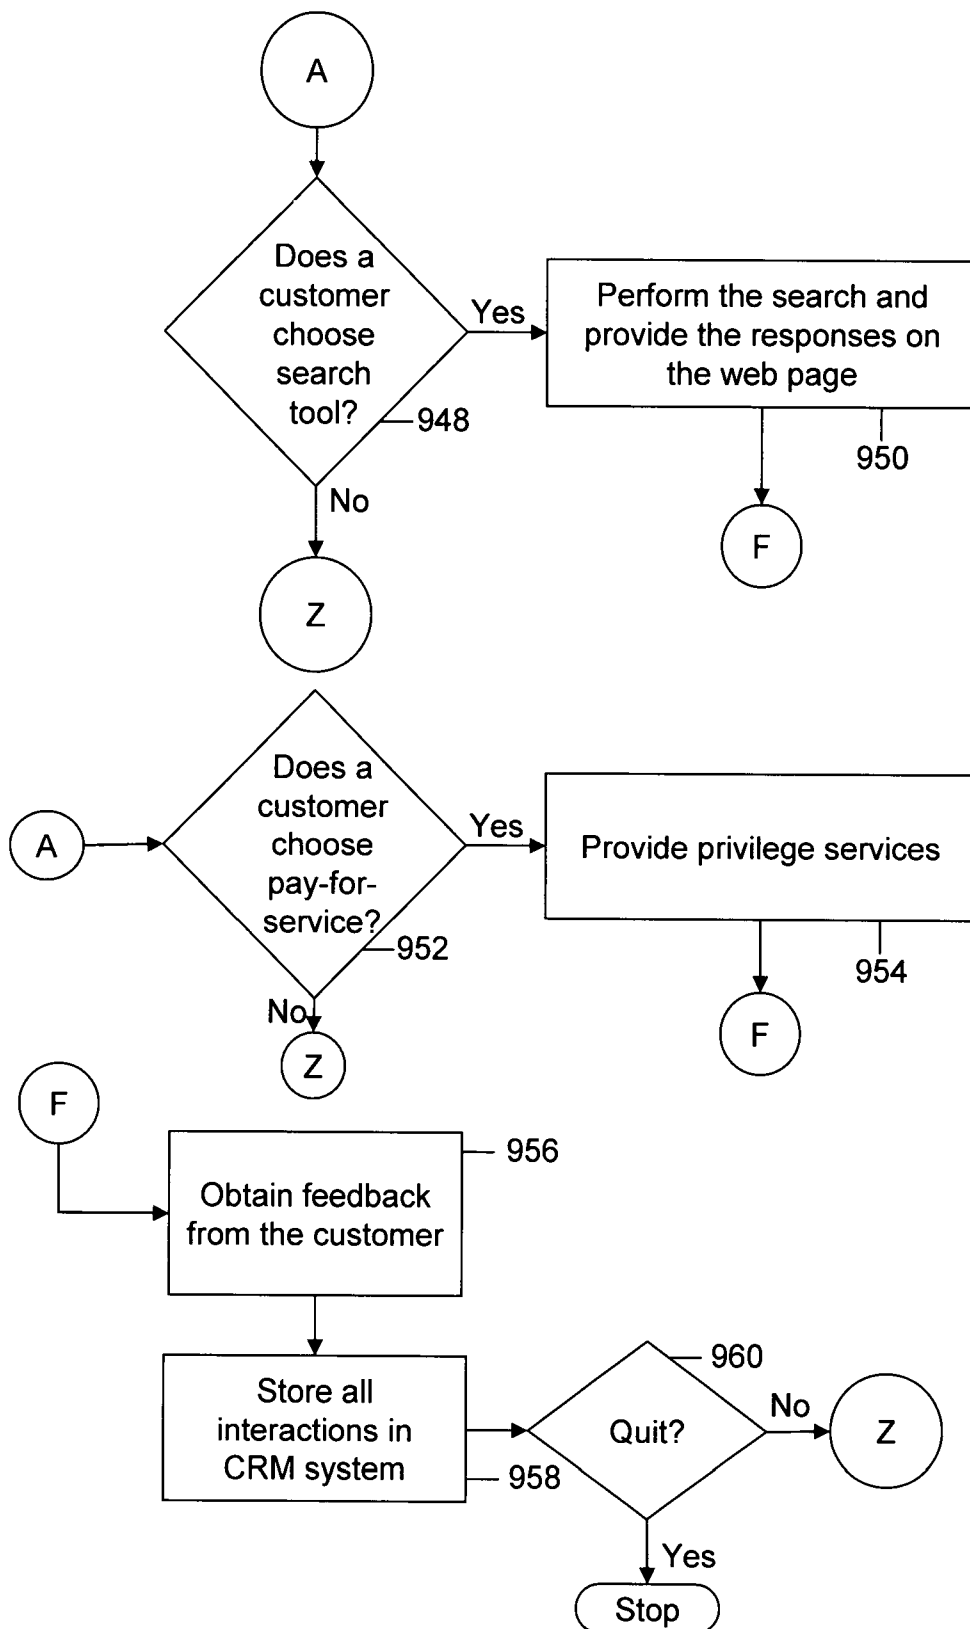 A
Does a
customer
choose
search
tool?
948
Yes
Perform the search and
provide the responses on
the web page
950
No
F
Z
Does a
customer
choose
pay-for-
service?
952
A
Yes
Provide privilege services
954
No
F
Z
F
956
Obtain feedback
from the customer
Store all
interactions in
CRM system
958
960
Quit?
No
Z
Yes
Stop